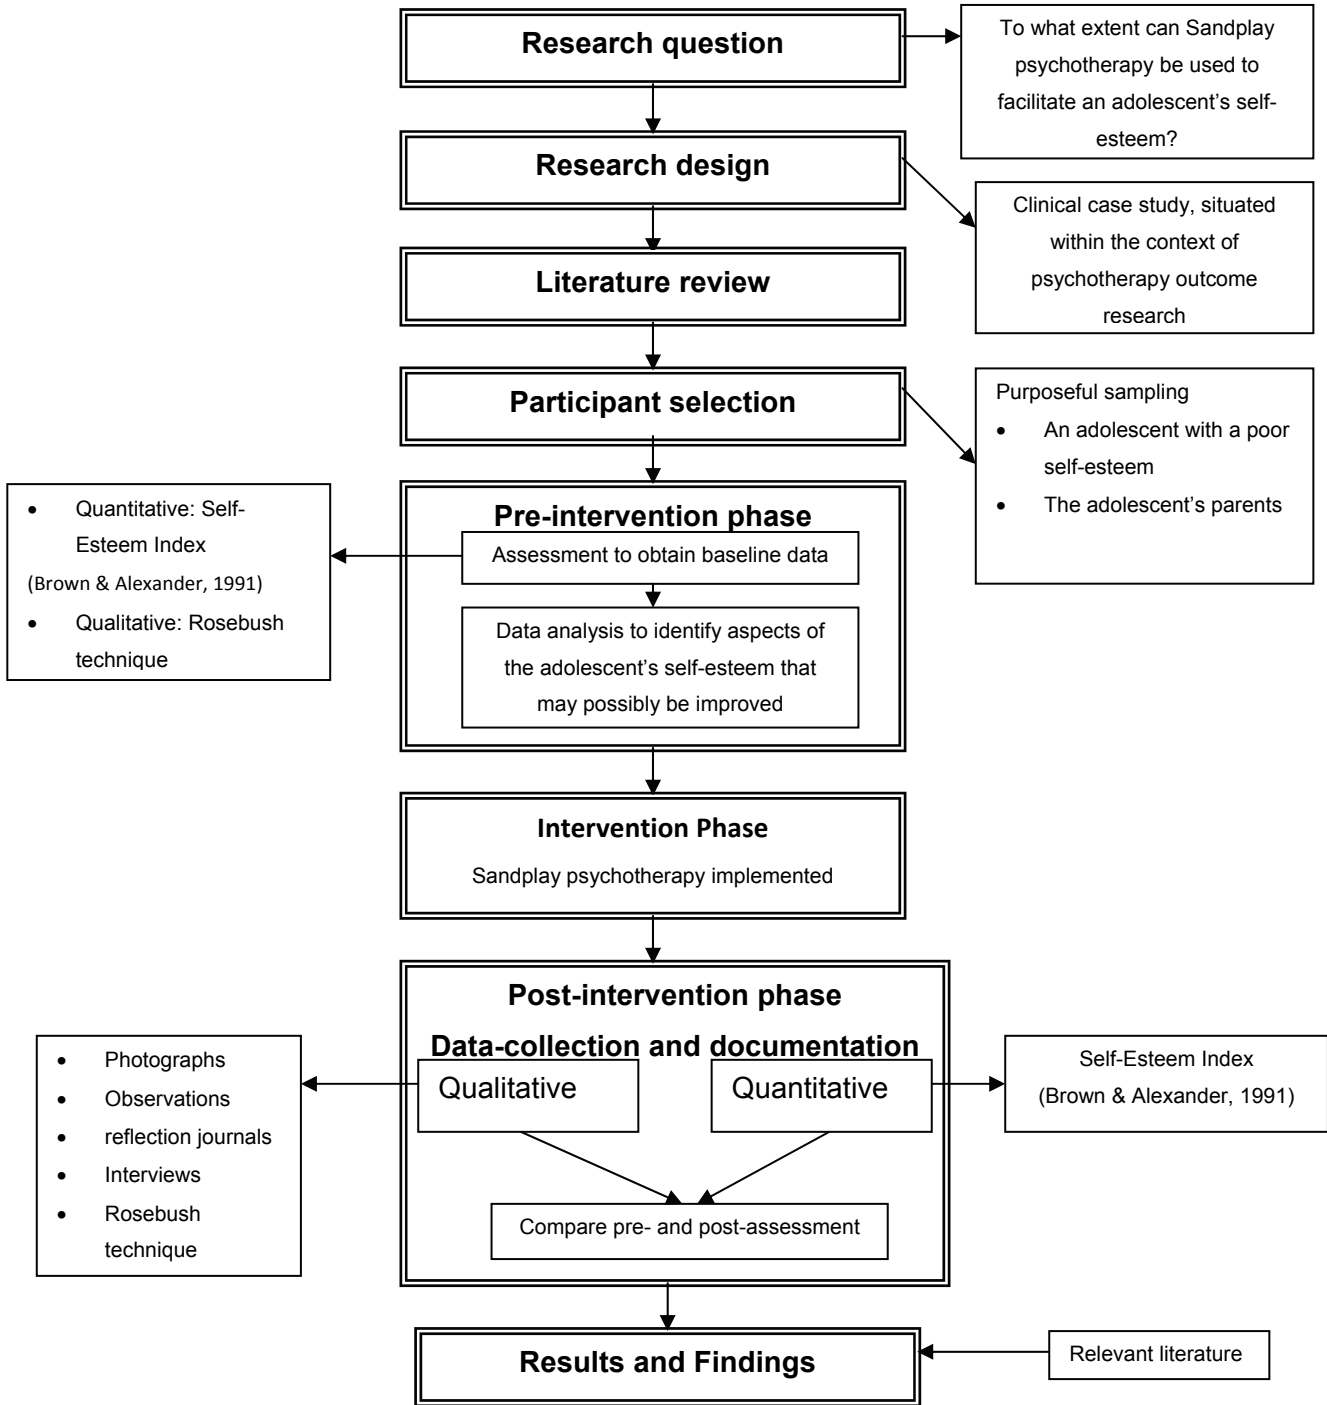 Research question
To what extent can Sandplay
psychotherapy be used to
facilitate an adolescent’s self-
esteem?
Research design
Clinical case study, situated
within the context of
psychotherapy outcome
research
Literature review
Participant selection
Purposeful sampling
• An adolescent with a poor
self-esteem
• The adolescent’s parents
Pre-intervention phase
Assessment to obtain baseline data
• Quantitative: Self-
Esteem Index
(Brown & Alexander, 1991)
• Qualitative: Rosebush
technique
Data analysis to identify aspects of
the adolescent’s self-esteem that
may possibly be improved
Intervention Phase
Sandplay psychotherapy implemented
Post-intervention phase
Data-collection and documentation
Qualitative
Quantitative
• Photographs
• Observations
• reflection journals
• Interviews
• Rosebush
technique
Self-Esteem Index
(Brown & Alexander, 1991)
Compare pre- and post-assessment
Results and Findings
Relevant literature